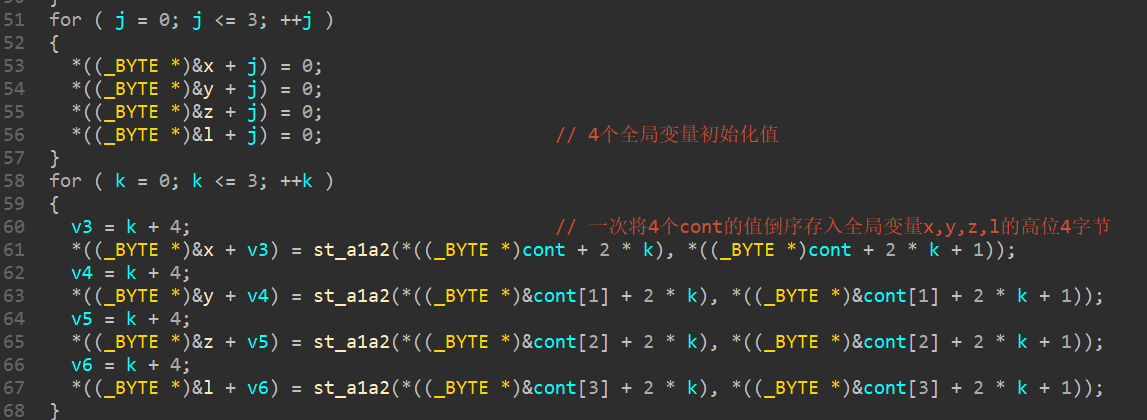 51 for ( j = 0; j <= 3; ++j )
52 {
53 *((_BYTE *)&x + j) = 0;
54 *((_BYTE *)&y + j) = 0;
55 *((_BYTE *)&z + j) = 0;
56 *((_BYTE *)&l + j) = 0; // 4个全局变量初始化值
57 }
58 for ( k = 0; k <= 3; ++k )
59 {
60 v3 = k + 4; // 一次将4个cont的值倒序存入全局变量x,y,z,l的高位4字节
61 *((_BYTE *)&x + v3) = st_a1a2(*((_BYTE *)cont + 2 * k), *((_BYTE *)cont + 2 * k + 1));
62 v4 = k + 4;
63 *((_BYTE *)&y + v4) = st_a1a2(*((_BYTE *)&cont[1] + 2 * k), *((_BYTE *)&cont[1] + 2 * k + 1));
64 v5 = k + 4;
65 *((_BYTE *)&z + v5) = st_a1a2(*((_BYTE *)&cont[2] + 2 * k), *((_BYTE *)&cont[2] + 2 * k + 1));
66 v6 = k + 4;
67 *((_BYTE *)&l + v6) = st_a1a2(*((_BYTE *)&cont[3] + 2 * k), *((_BYTE *)&cont[3] + 2 * k + 1));
68 }